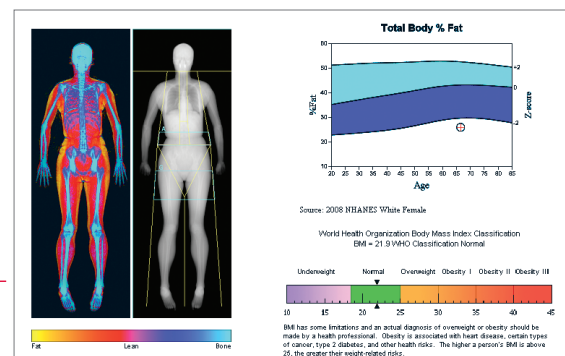 Total Body % Fat
60
50
40
30
20
10
%Fat
+2
0
-2
Z-score
20 25 30 35 40 45 50 55 60 65 70 75 80 85
Age
Source: 2008 NHANES White Female
World Health Organization Body Mass Index Classification
BMI = 21.9 WHO Classification Normal
Underweight Normal Overweight Obesity I Obesity II Obesity III
10 15 20 25 30 35 40 45
BMI has some limitations and an actual diagnosis of overweight or obesity should be
made by a health professional. Obesity is associated with heart disease, certain types
of cancer, type 2 diabetes, and other health risks. The higher a person's BMI is above
25, the greater their weight-related risks.
A
Fat Lean Bone